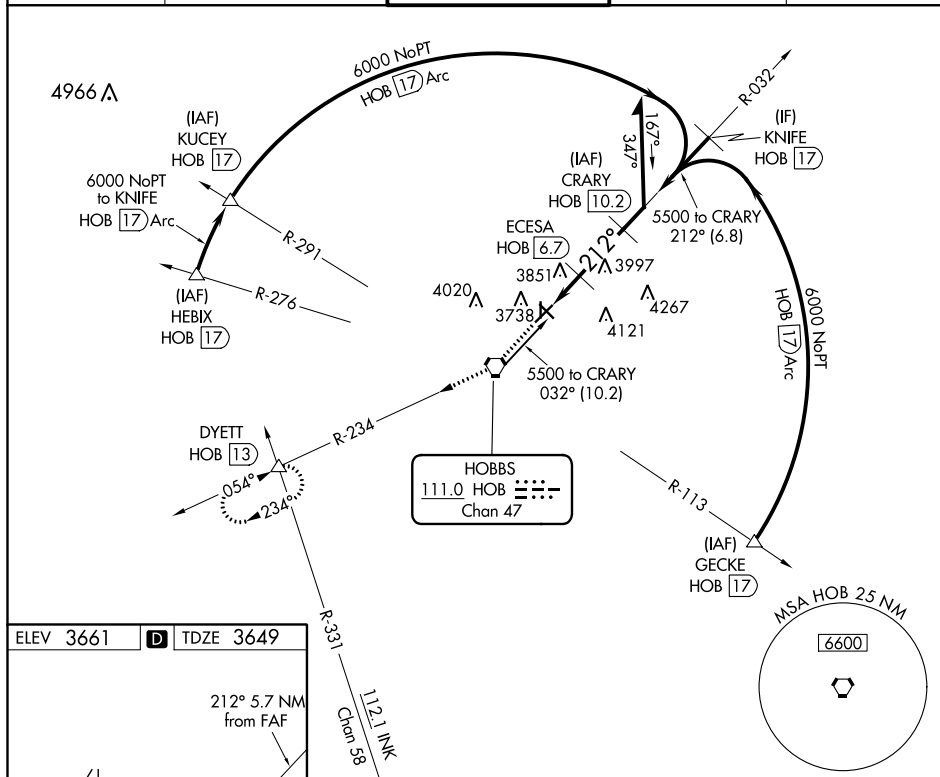 6000 NoPT
HOB 17 Arc
4966
R-032
(IAF)
KUCEY
HOB 17
(IF)
KNIFE
HOB 17
167°
347°
(IAF)
CRARY
HOB 10.2
6000 NoPT
to KNIFE
HOB 17 Arc
5500 to CRARY
212° (6.8)
ECESA
HOB 6.7
212°
R-291
3851
3997
R-276
4020
3738
4267
4121
(IAF)
HEBIX
HOB 17
6000 NoPT
HOB 17 Arc
5500 to CRARY
032° (10.2)
R-234
DYETT
HOB 13
HOBBS
111.0 HOB
Chan 47
054°
234°
R-113
(IAF)
GECKE
HOB 17
MSA HOB 25 NM
6600
R-331
112.1 INK
Chan 58
ELEV 3661 D TDZE 3649
212° 5.7 NM
from FAF